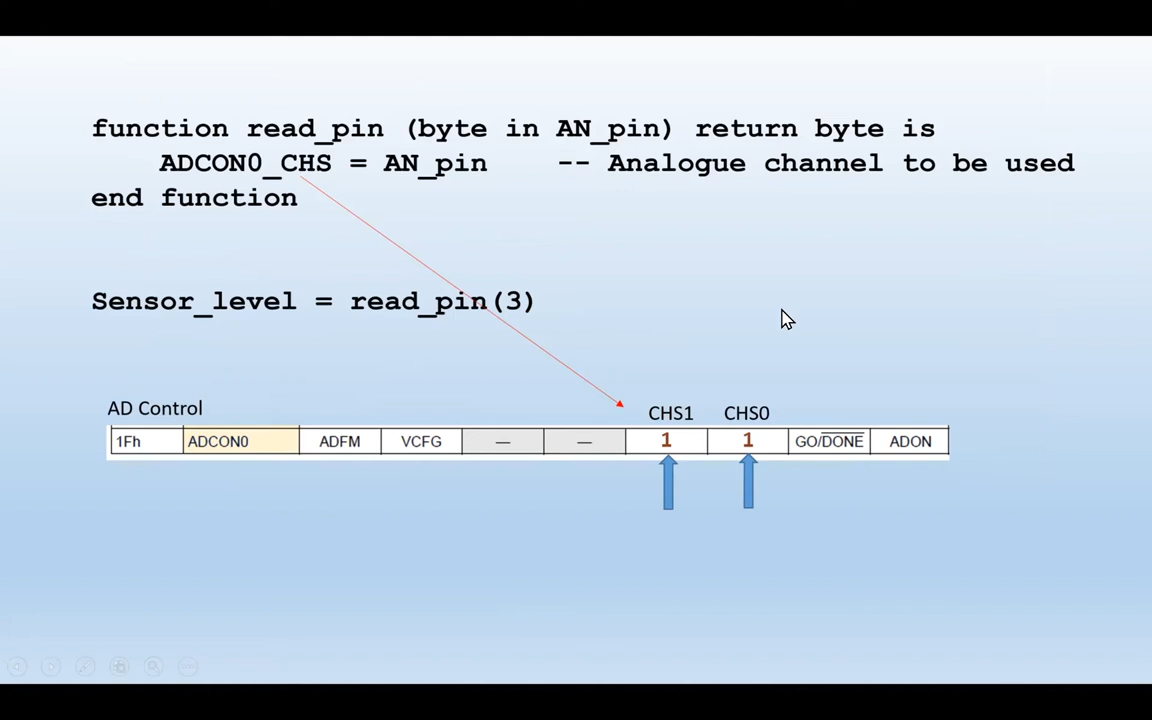 function read_pin (byte in AN_pin) return byte is
ADCON0_CHS = AN_pin -- Analogue channel to be used
end function
Sensor_level = read_pin(3)
AD Control
CHS1 CHS0
1Fh ADCON0 ADFM VCFG — — 1 1 GO/DONE ADON